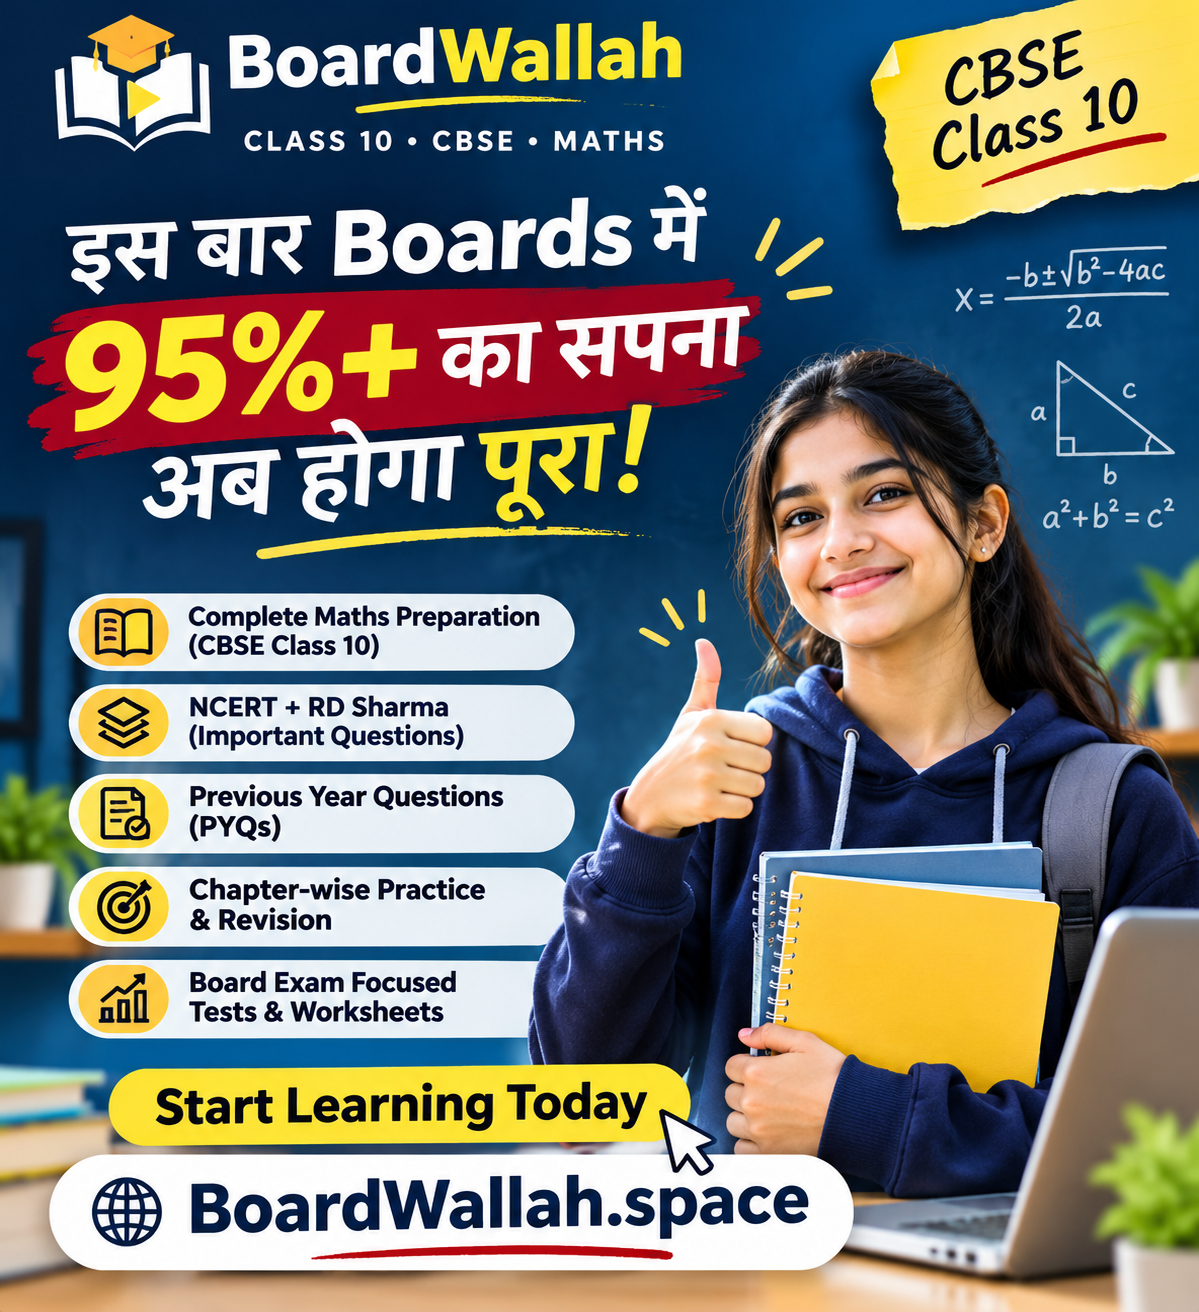 BoardWallah
CLASS 10 • CBSE • MATHS
CBSE
Class 10
इस बार Boards में
95%+ का सपना
अब होगा पूरा!
x = -b±√b²-4ac
2a
a
c
b
a²+b²=c²
Complete Maths Preparation
(CBSE Class 10)
NCERT + RD Sharma
(Important Questions)
Previous Year Questions
(PYQs)
Chapter-wise Practice
& Revision
Board Exam Focused
Tests & Worksheets
Start Learning Today
BoardWallah.space